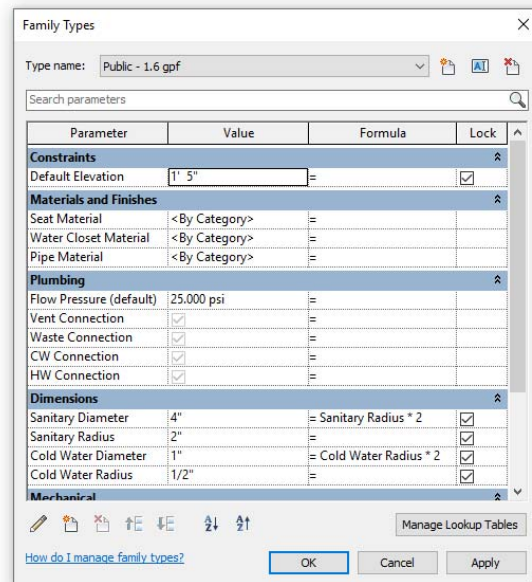 Family Types
Type name: Public - 1.6 gpf
Search parameters
Parameter Value Formula Lock
Constraints
Default Elevation 1' 5" =
Materials and Finishes
Seat Material <By Category> =
Water Closet Material <By Category> =
Pipe Material <By Category> =
Plumbing
Flow Pressure (default) 25.000 psi =
Vent Connection =
Waste Connection =
CW Connection =
HW Connection =
Dimensions
Sanitary Diameter 4" = Sanitary Radius * 2
Sanitary Radius 2" =
Cold Water Diameter 1" = Cold Water Radius * 2
Cold Water Radius 1/2" =
Mechanical
Manage Lookup Tables
How do I manage family types?
OK Cancel Apply